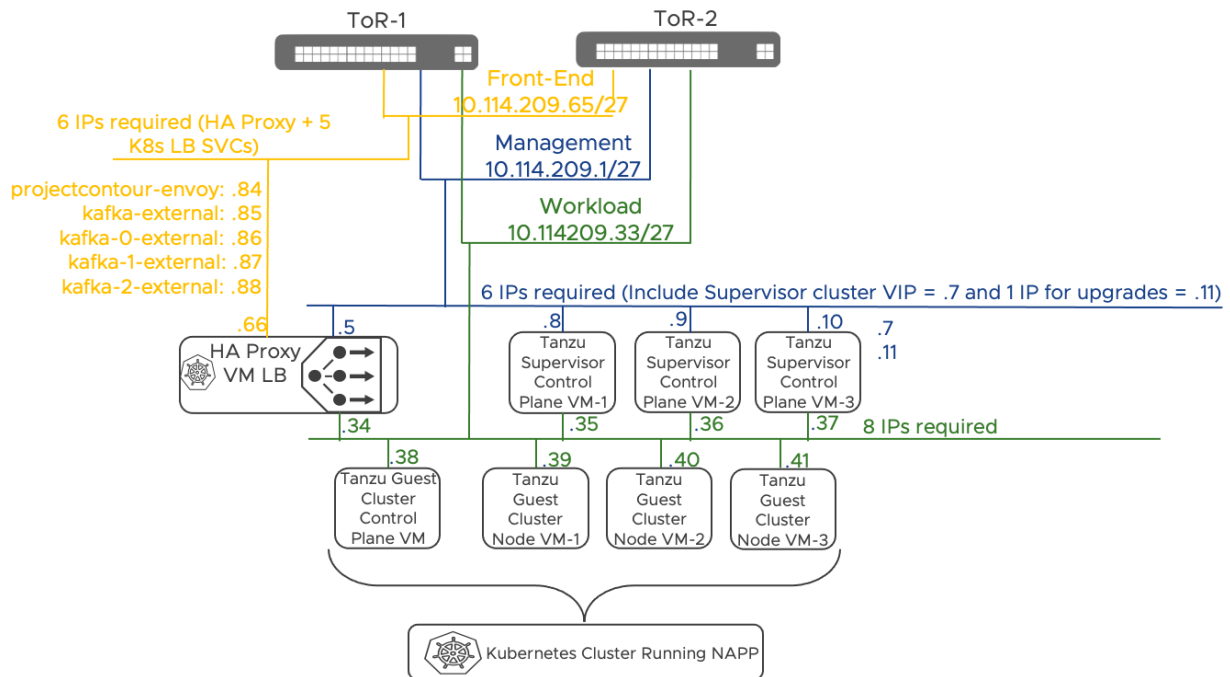 ToR-1
ToR-2
Front-End
10.114.209.65/27
6 IPs required (HA Proxy + 5
K8s LB SVCs)
Management
10.114.209.1/27
projectcontour-envoy: .84
kafka-external: .85
kafka-0-external: .86
kafka-1-external: .87
kafka-2-external: .88
Workload
10.114209.33/27
6 IPs required (Include Supervisor cluster VIP = .7 and 1 IP for upgrades = .11)
.66
.5
.8
.9
.10
.7
.11
HA Proxy
VM LB
Tanzu
Supervisor
Control
Plane VM-1
Tanzu
Supervisor
Control
Plane VM-2
Tanzu
Supervisor
Control
Plane VM-3
.34
.35
.36
.37
8 IPs required
.38
.39
.40
.41
Tanzu Guest
Cluster
Control
Plane VM
Tanzu
Guest
Cluster
Node VM-1
Tanzu
Guest
Cluster
Node VM-2
Tanzu
Guest
Cluster
Node VM-3
Kubernetes Cluster Running NAPP